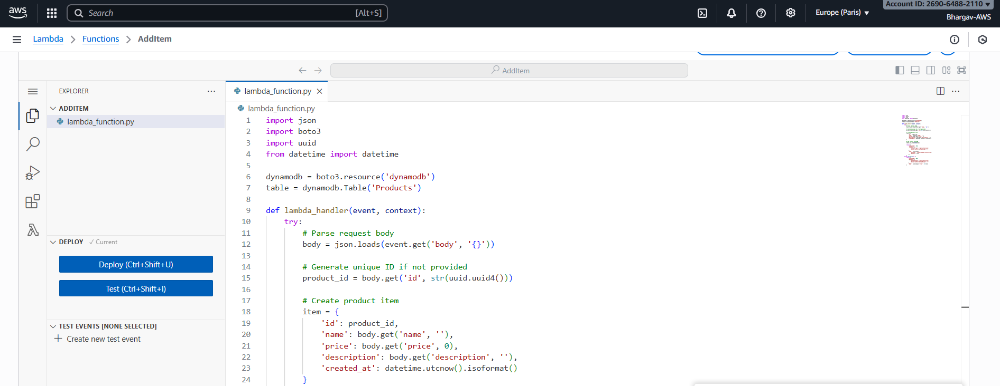 aws
Search [Alt+S]
Europe (Paris)
Account ID: 2690-6488-2110
Bhargav-AWS
Lambda > Functions > AddItem
AddItem
EXPLORER
ADDITEM
lambda_function.py
DEPLOY ✓ Current
Deploy (Ctrl+Shift+U)
Test (Ctrl+Shift+I)
TEST EVENTS [NONE SELECTED]
+ Create new test event
lambda_function.py
lambda_function.py
1 import json
2 import boto3
3 import uuid
4 from datetime import datetime
5
6 dynamodb = boto3.resource('dynamodb')
7 table = dynamodb.Table('Products')
8
9 def lambda_handler(event, context):
10 try:
11 # Parse request body
12 body = json.loads(event.get('body', '{}'))
13
14 # Generate unique ID if not provided
15 product_id = body.get('id', str(uuid.uuid4()))
16
17 # Create product item
18 item = {
19 'id': product_id,
20 'name': body.get('name', ''),
21 'price': body.get('price', 0),
22 'description': body.get('description', ''),
23 'created_at': datetime.utcnow().isoformat()
24 }